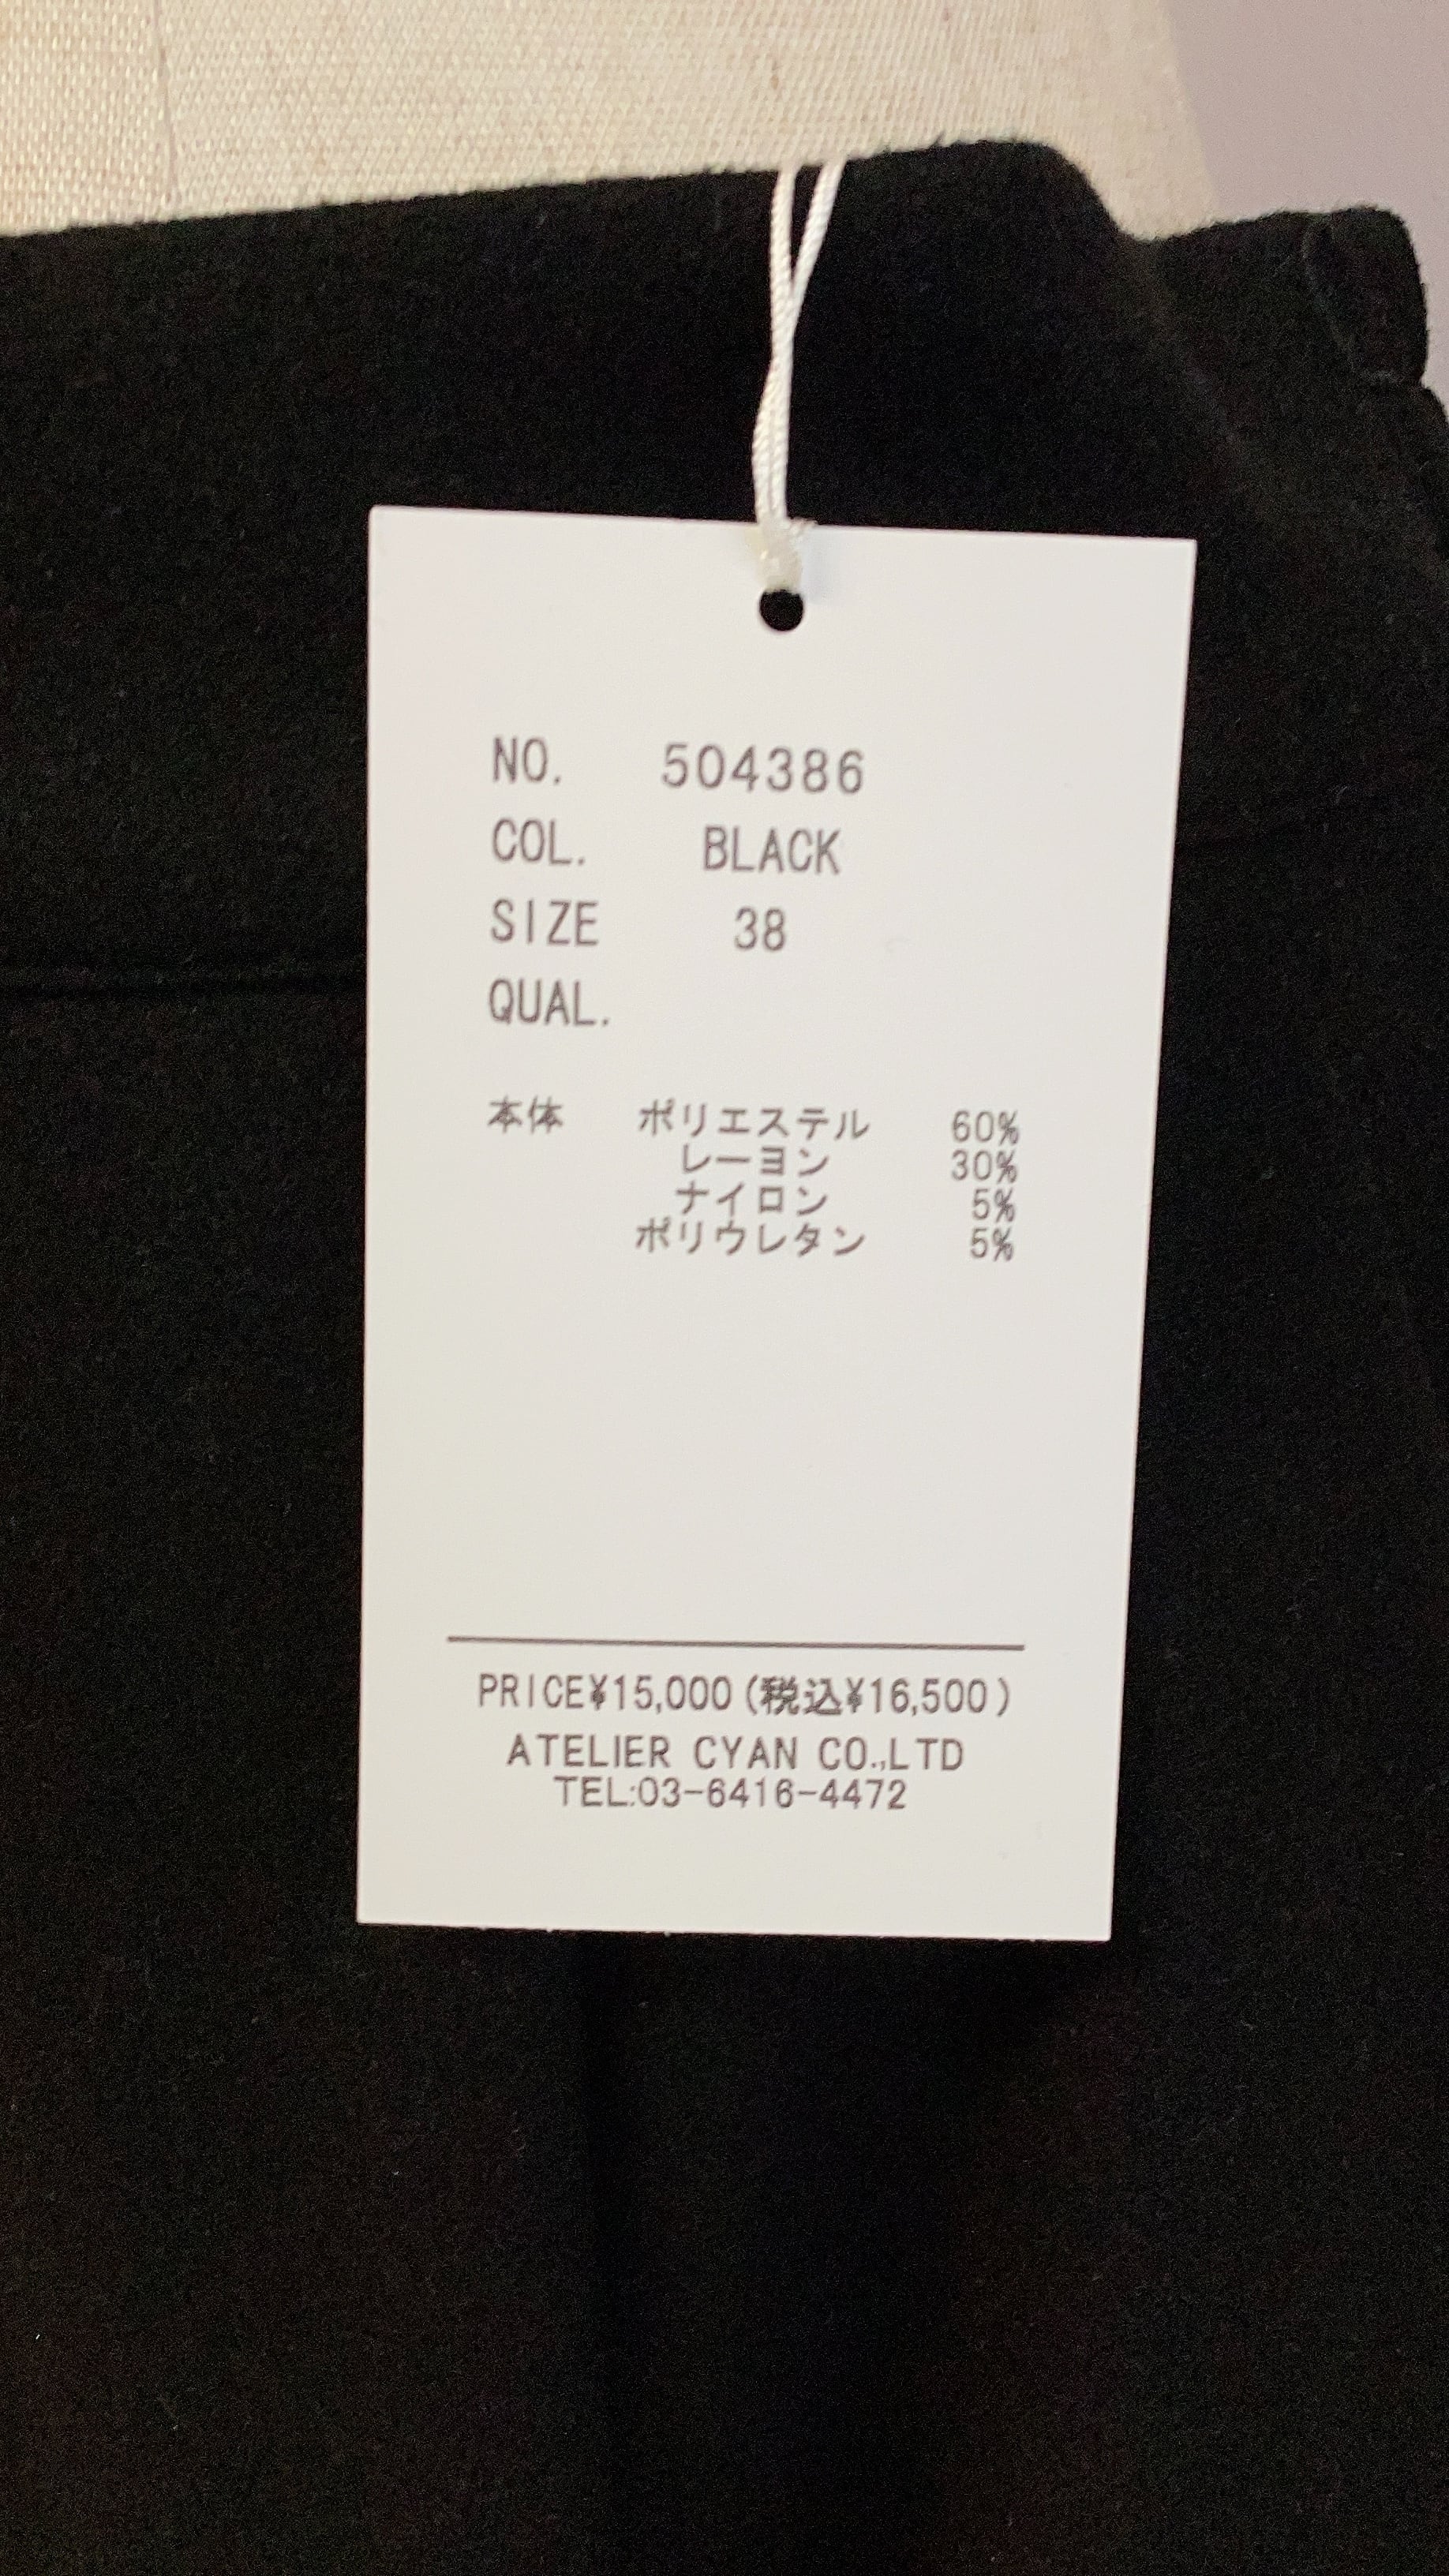 NO. 504386
COL. BLACK
SIZE 38
QUAL.
本体 ポリエステル 60%
レーヨン 30%
ナイロン 5%
ポリウレタン 5%
PRICE¥15,000(税込¥16,500)
ATELIER CYAN CO.,LTD
TEL:03-6416-4472